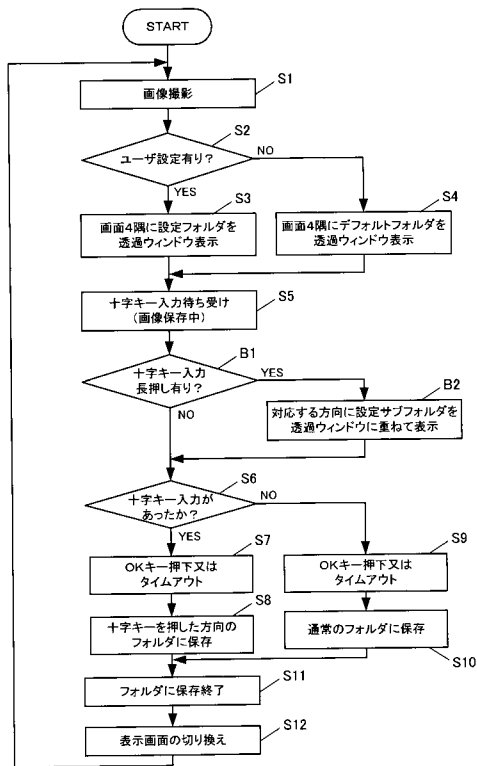 START
画像撮影
S1
ユーザ設定有り?
S2
YES
NO
画面4隅に設定フォルダを
透過ウィンドウ表示
S3
画面4隅にデフォルトフォルダを
透過ウィンドウ表示
S4
十字キー入力待ち受け
(画像保存中)
S5
十字キー入力
長押し有り?
B1
YES
NO
対応する方向に設定サブフォルダを
透過ウィンドウに重ねて表示
B2
十字キー入力が
あったか?
S6
YES
NO
OKキー押下又は
タイムアウト
S7
十字キーを押した方向の
フォルダに保存
S8
OKキー押下又は
タイムアウト
S9
通常のフォルダに保存
S10
フォルダに保存終了
S11
表示画面の切り換え
S12